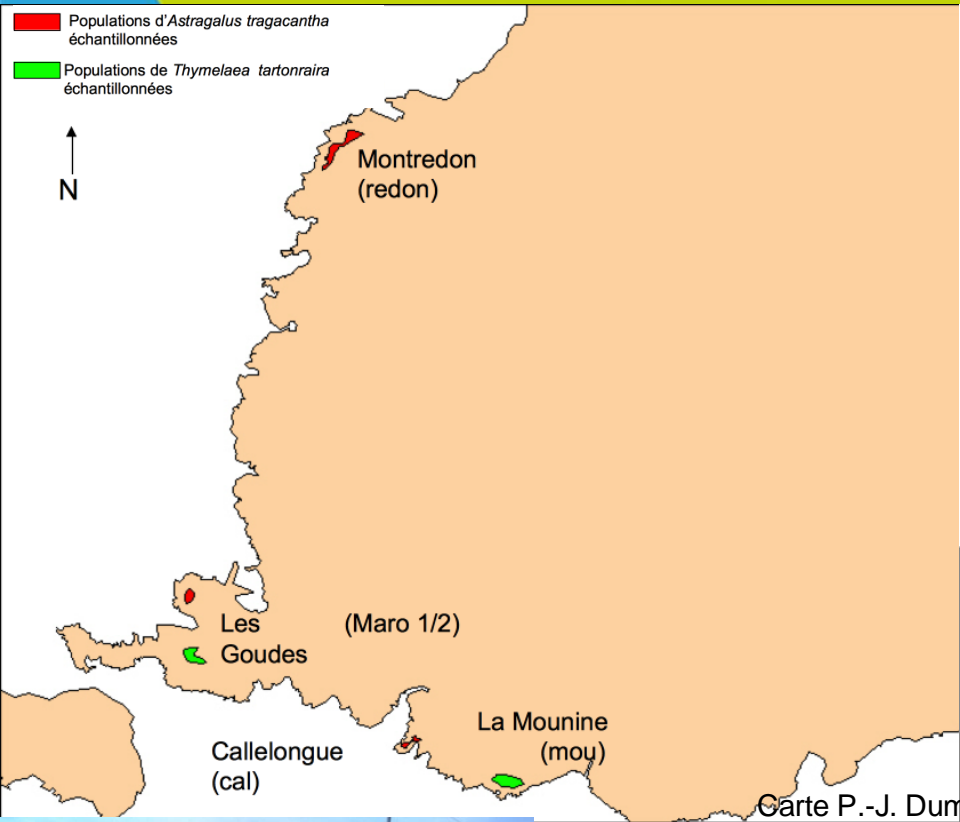 Populations d'Astragalus tragacantha
échantillonnées
Populations de Thymelaea tartonraira
échantillonnées
N
Montredon
(redon)
Les
Goudes
(Maro 1/2)
La Mounine
(mou)
Callelongue
(cal)
Carte P.-J. Dum